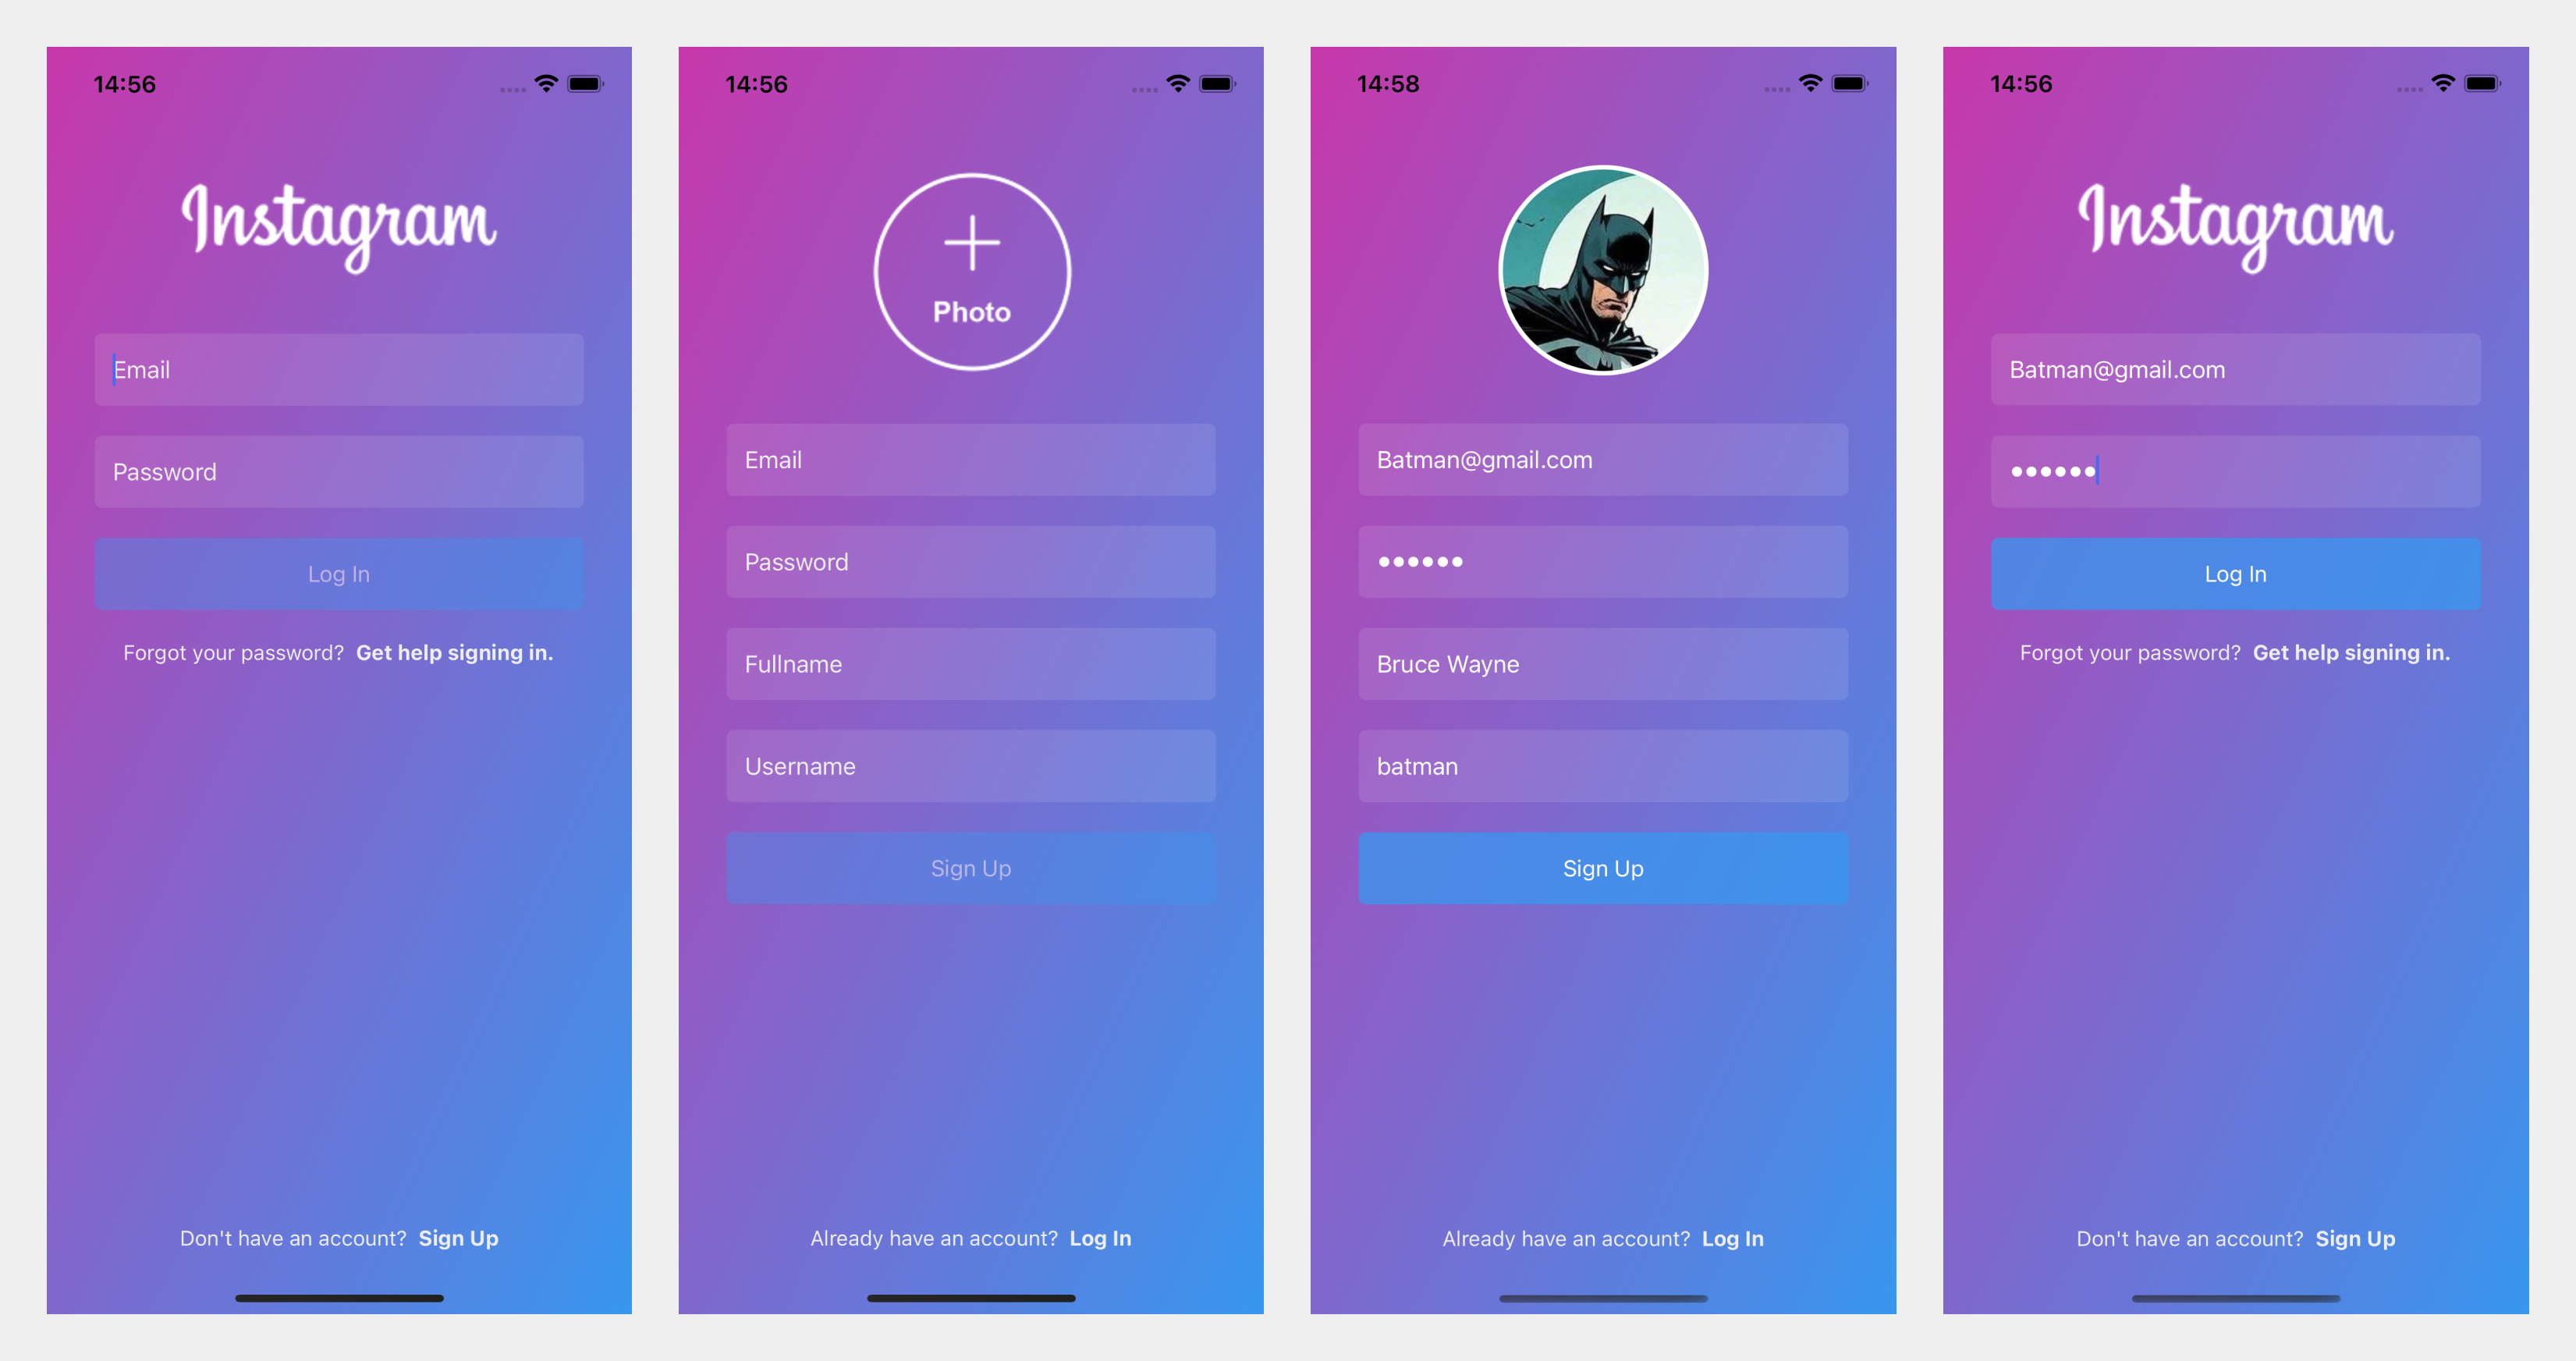 14:56
Instagram
Email
Password
Log In
Forgot your password? Get help signing in.
Don't have an account? Sign Up
14:56
Photo
Email
Password
Fullname
Username
Sign Up
Already have an account? Log In
14:58
Batman@gmail.com
••••••
Bruce Wayne
batman
Sign Up
Already have an account? Log In
14:56
Instagram
Batman@gmail.com
••••••
Log In
Forgot your password? Get help signing in.
Don't have an account? Sign Up